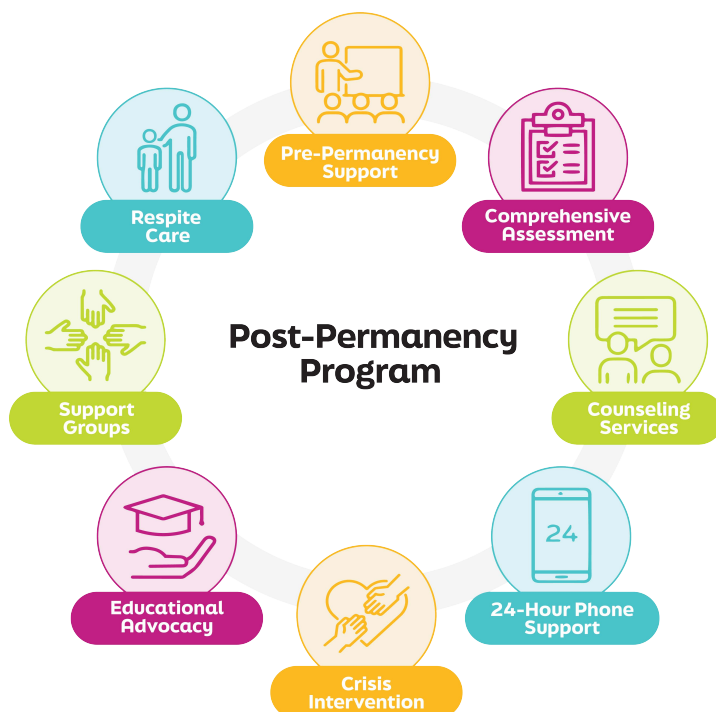 Pre-Permanency
Support
Comprehensive
Assessment
Counseling
Services
24
24-Hour Phone
Support
Crisis
Intervention
Educational
Advocacy
Support
Groups
Respite
Care
Post-Permanency
Program